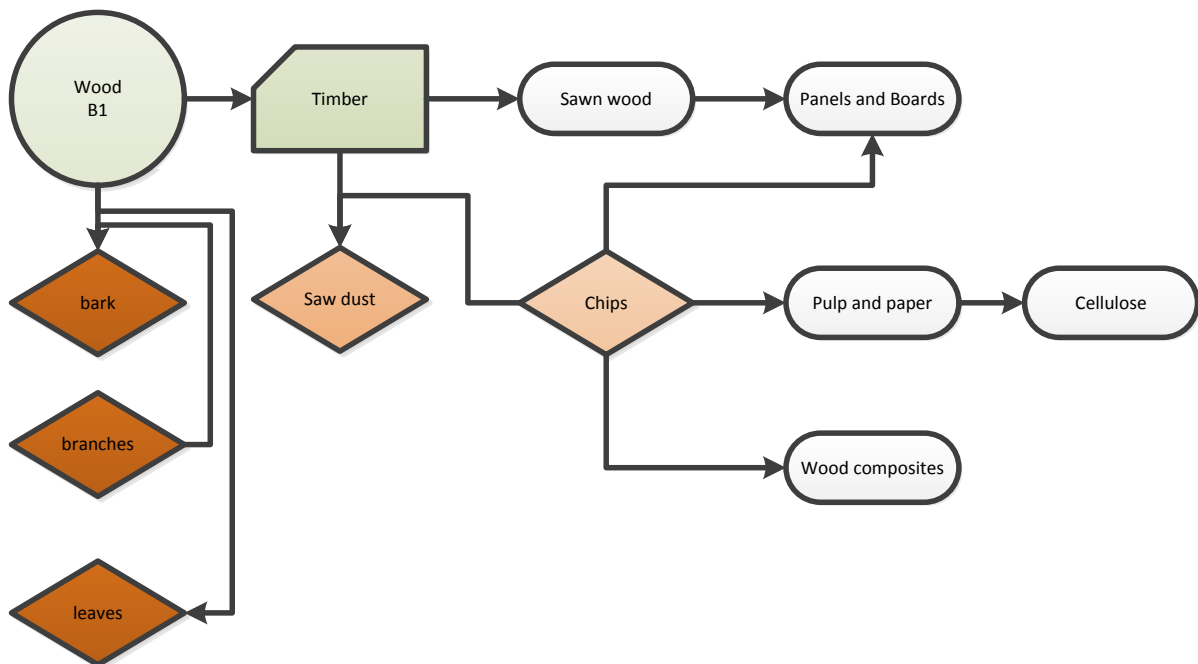 Wood
B1
Timber
Sawn wood
Panels and Boards
bark
Saw dust
Chips
Pulp and paper
Cellulose
branches
Wood composites
leaves